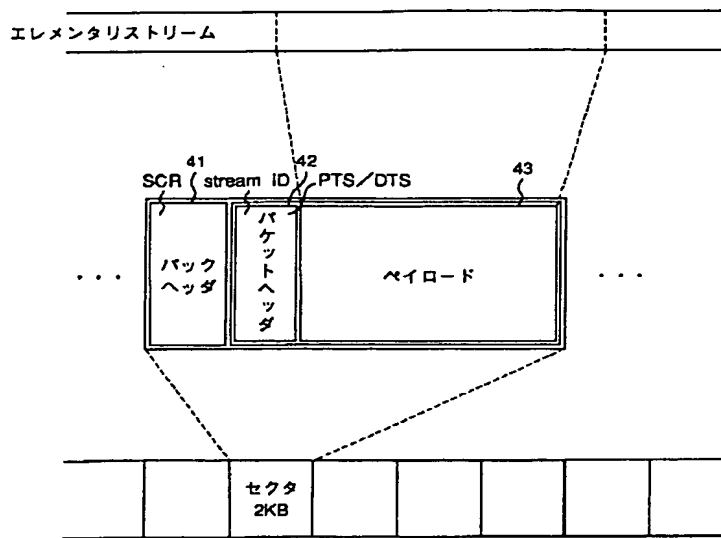 エレメンタリストリーム
41 42 43
SCR stream iD PTS/DTS
パック
ヘッダ
パケットヘッダ
ペイロード
・・・
・・・
セクタ
2KB